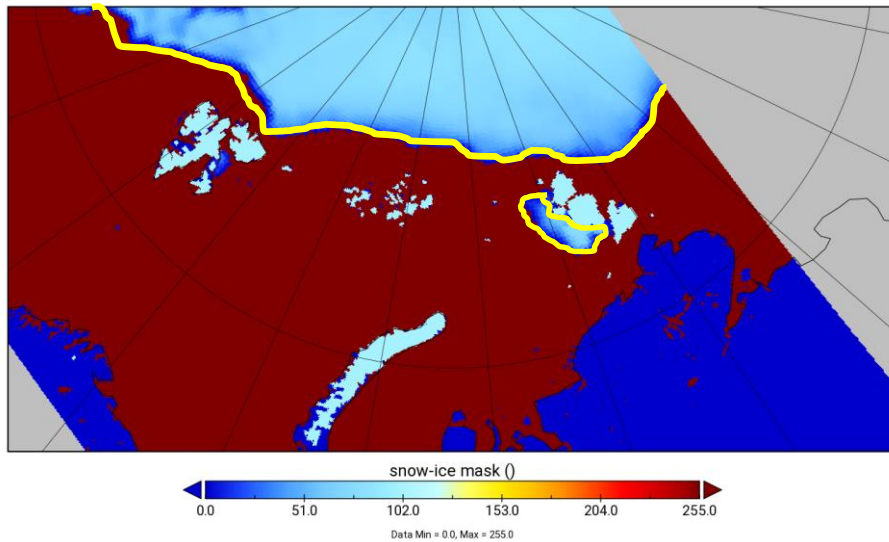 snow-ice mask ()
0.0 51.0 102.0 153.0 204.0 255.0
Data Min = 0.0, Max = 255.0